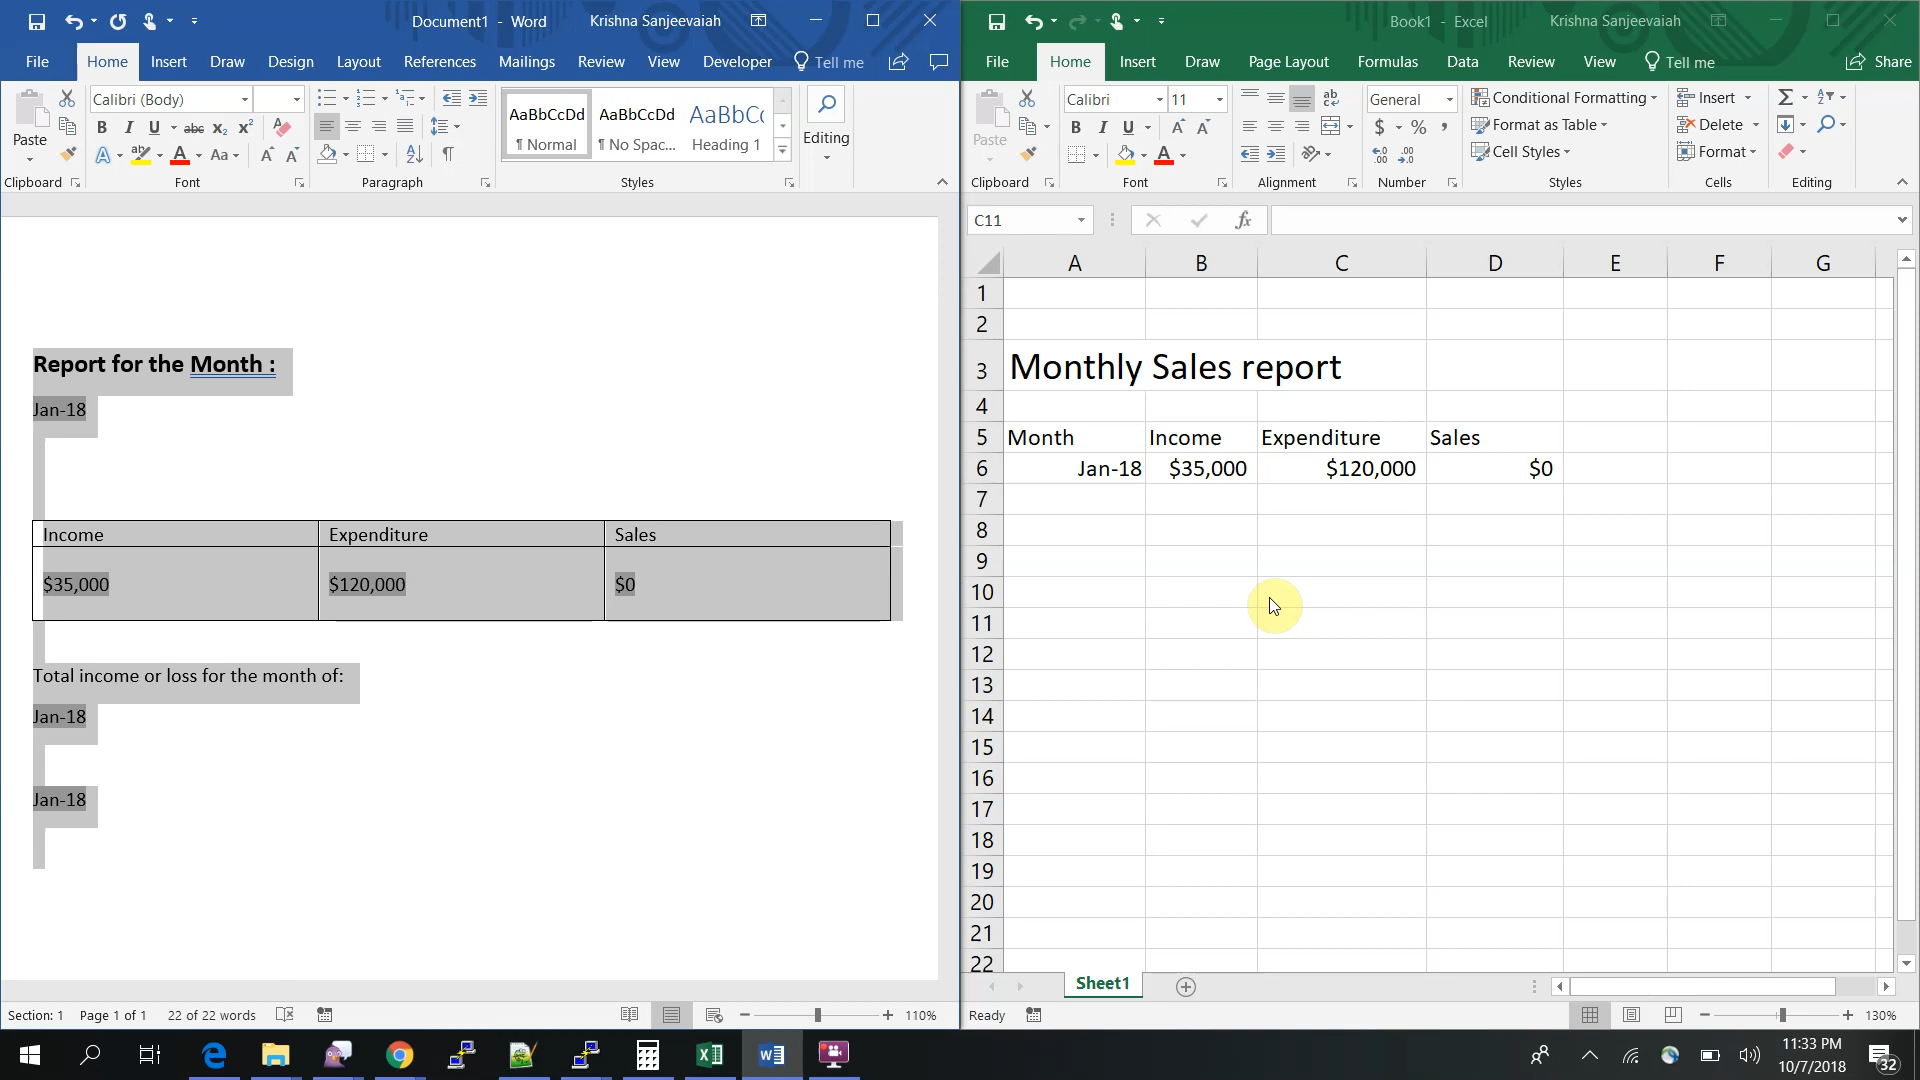 Document1 - Word
Krishna Sanjeevaiah
File Home Insert Draw Design Layout References Mailings Review View Developer Tell me
Paste
Calibri (Body)
B I U abc x₂ x²
A A Aa A A
AaBbCcDd AaBbCcDd AaBbCc
¶ Normal ¶ No Spac... Heading 1
Editing
Clipboard Font Paragraph Styles
Report for the Month :
Jan-18
Income Expenditure Sales
$35,000 $120,000 $0
Total income or loss for the month of:
Jan-18
Jan-18
Section: 1 Page 1 of 1 22 of 22 words 110%
Book1 - Excel
Krishna Sanjeevaiah
File Home Insert Draw Page Layout Formulas Data Review View Tell me Share
Paste
Calibri 11
B I U A A
A
General
$ % ,
Conditional Formatting
Format as Table
Cell Styles
Insert
Delete
Format
Clipboard Font Alignment Number Styles Cells Editing
C11 fx
A B C D E F G
1
2
3 Monthly Sales report
4
5 Month Income Expenditure Sales
6 Jan-18 $35,000 $120,000 $0
7
8
9
10
11
12
13
14
15
16
17
18
19
20
21
22
Sheet1
Ready 130%
11:33 PM
10/7/2018
32